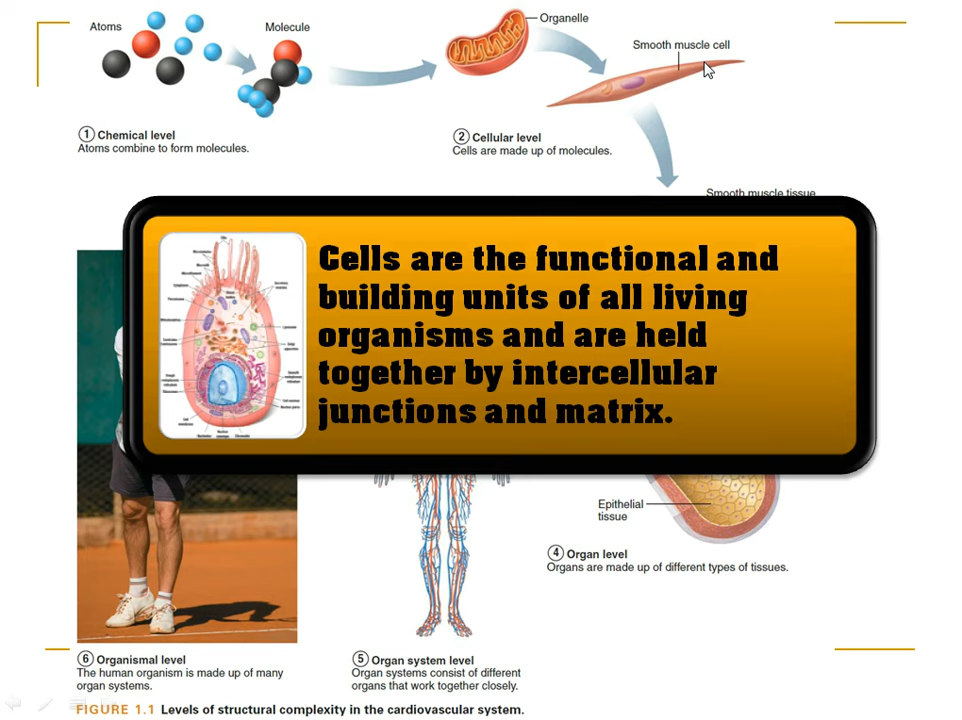 Atoms
Molecule
Organelle
Smooth muscle cell
1 Chemical level
Atoms combine to form molecules.
2 Cellular level
Cells are made up of molecules.
Smooth muscle tissue
Cells are the functional and
building units of all living
organisms and are held
together by intercellular
junctions and matrix.
Epithelial
tissue
4 Organ level
Organs are made up of different types of tissues.
6 Organismal level
The human organism is made up of many
organ systems.
5 Organ system level
Organ systems consist of different
organs that work together closely.
FIGURE 1.1 Levels of structural complexity in the cardiovascular system.